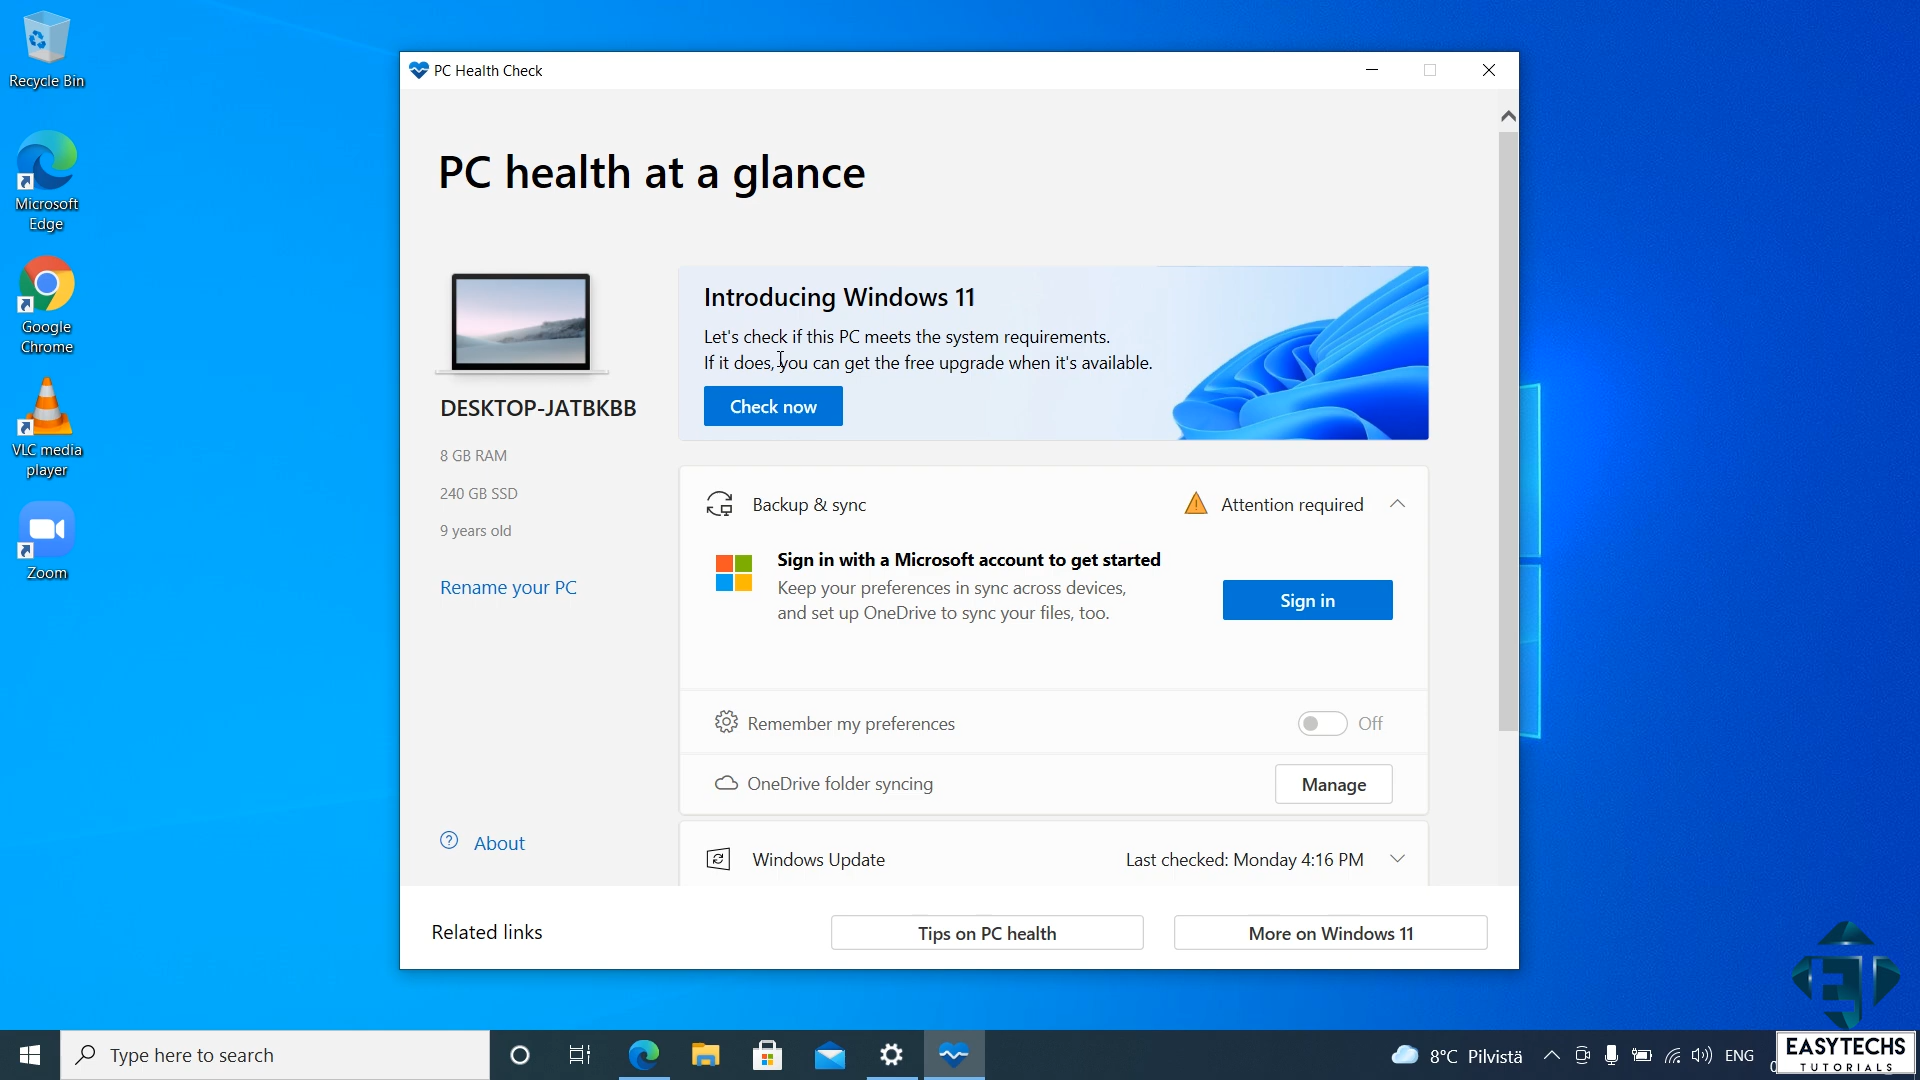 Recycle Bin
Microsoft
Edge
Google
Chrome
VLC media
player
Zoom
PC Health Check
PC health at a glance
DESKTOP-JATBKBB
8 GB RAM
240 GB SSD
9 years old
Rename your PC
About
Introducing Windows 11
Let's check if this PC meets the system requirements.
If it does, you can get the free upgrade when it's available.
Check now
Backup & sync
Attention required
Sign in with a Microsoft account to get started
Keep your preferences in sync across devices,
and set up OneDrive to sync your files, too.
Sign in
Remember my preferences
Off
OneDrive folder syncing
Manage
Windows Update
Last checked: Monday 4:16 PM
Related links
Tips on PC health
More on Windows 11
Type here to search
8°C Pilvistä
ENG
EASYTECHS
TUTORIALS